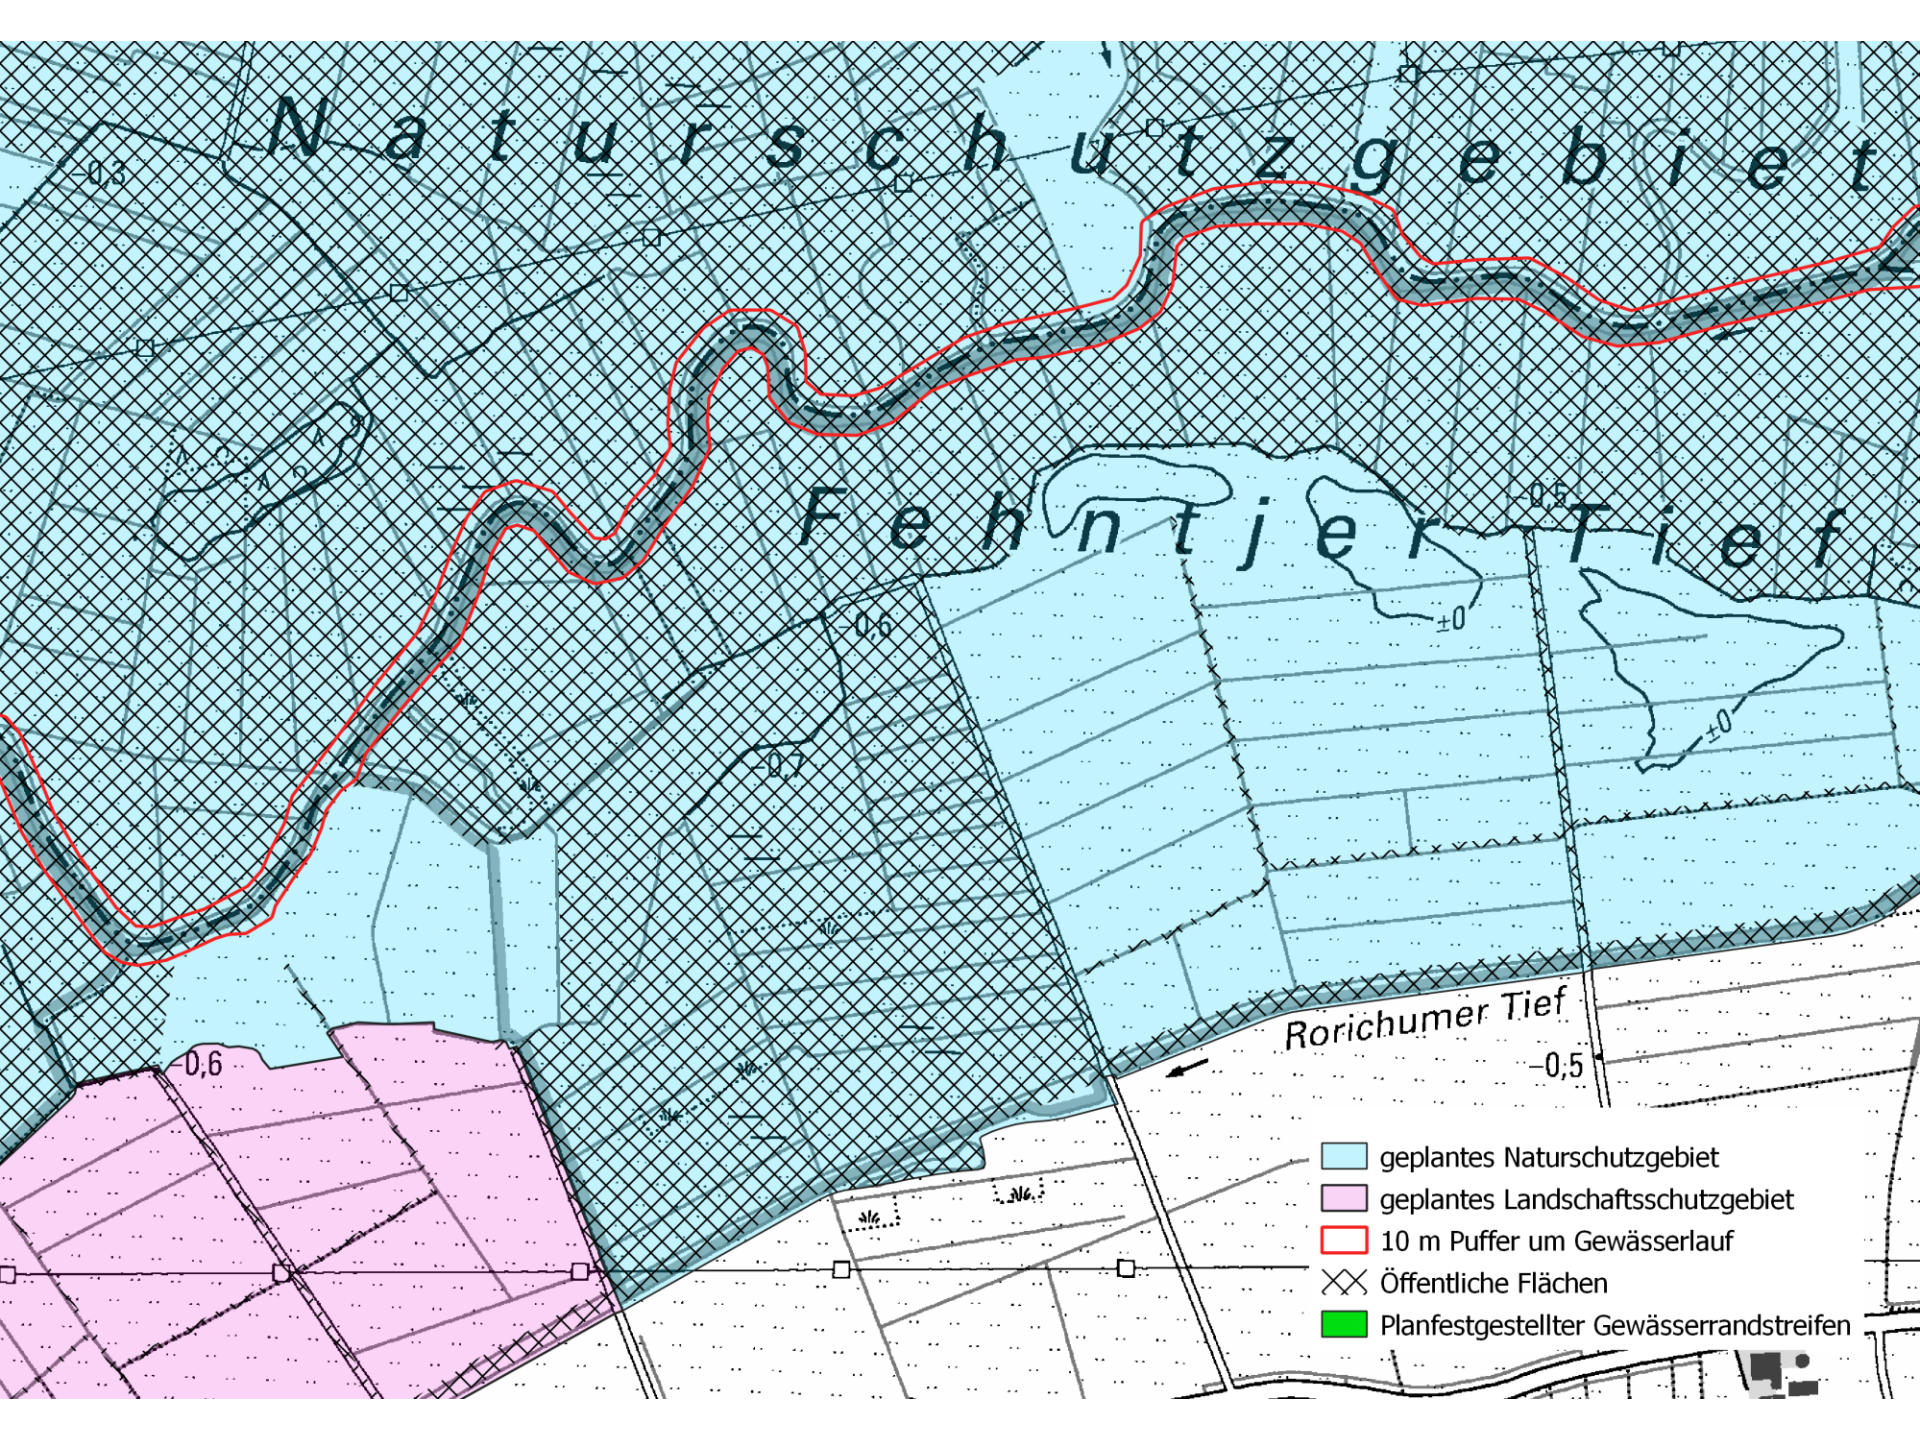 Naturschutzgebiet
-0,3
Fehntjer Tief
-0,5
-0,6
±0
±0
-0,7
Rorichumer Tief
-0,5
-0,6
geplantes Naturschutzgebiet
geplantes Landschaftsschutzgebiet
10 m Puffer um Gewässerlauf
Öffentliche Flächen
Planfestgestellter Gewässerrandstreifen